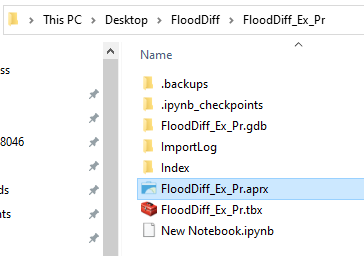 This PC > Desktop > FloodDiff > FloodDiff_Ex_Pr
Name
ss
.backups
.ipynb_checkpoints
FloodDiff_Ex_Pr.gdb
8046
ImportLog
Index
ds
FloodDiff_Ex_Pr.aprx
nts
FloodDiff_Ex_Pr.tbx
New Notebook.ipynb